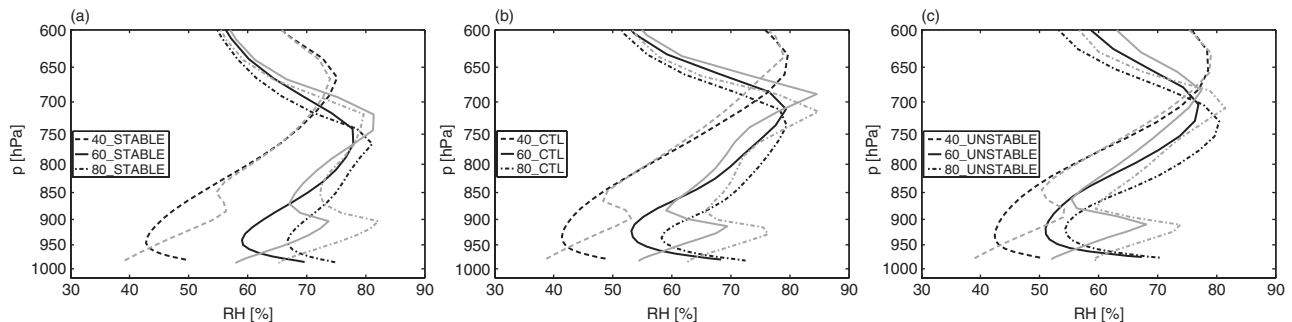 (a)
600
650
700
750
800
850
900
950
1000
p [hPa]
40_STABLE
60_STABLE
80_STABLE
30 40 50 60 70 80 90
RH [%]
(b)
600
650
700
750
800
850
900
950
1000
p [hPa]
40_CTL
60_CTL
80_CTL
30 40 50 60 70 80 90
RH [%]
(c)
600
650
700
750
800
850
900
950
1000
p [hPa]
40_UNSTABLE
60_UNSTABLE
80_UNSTABLE
30 40 50 60 70 80 90
RH [%]